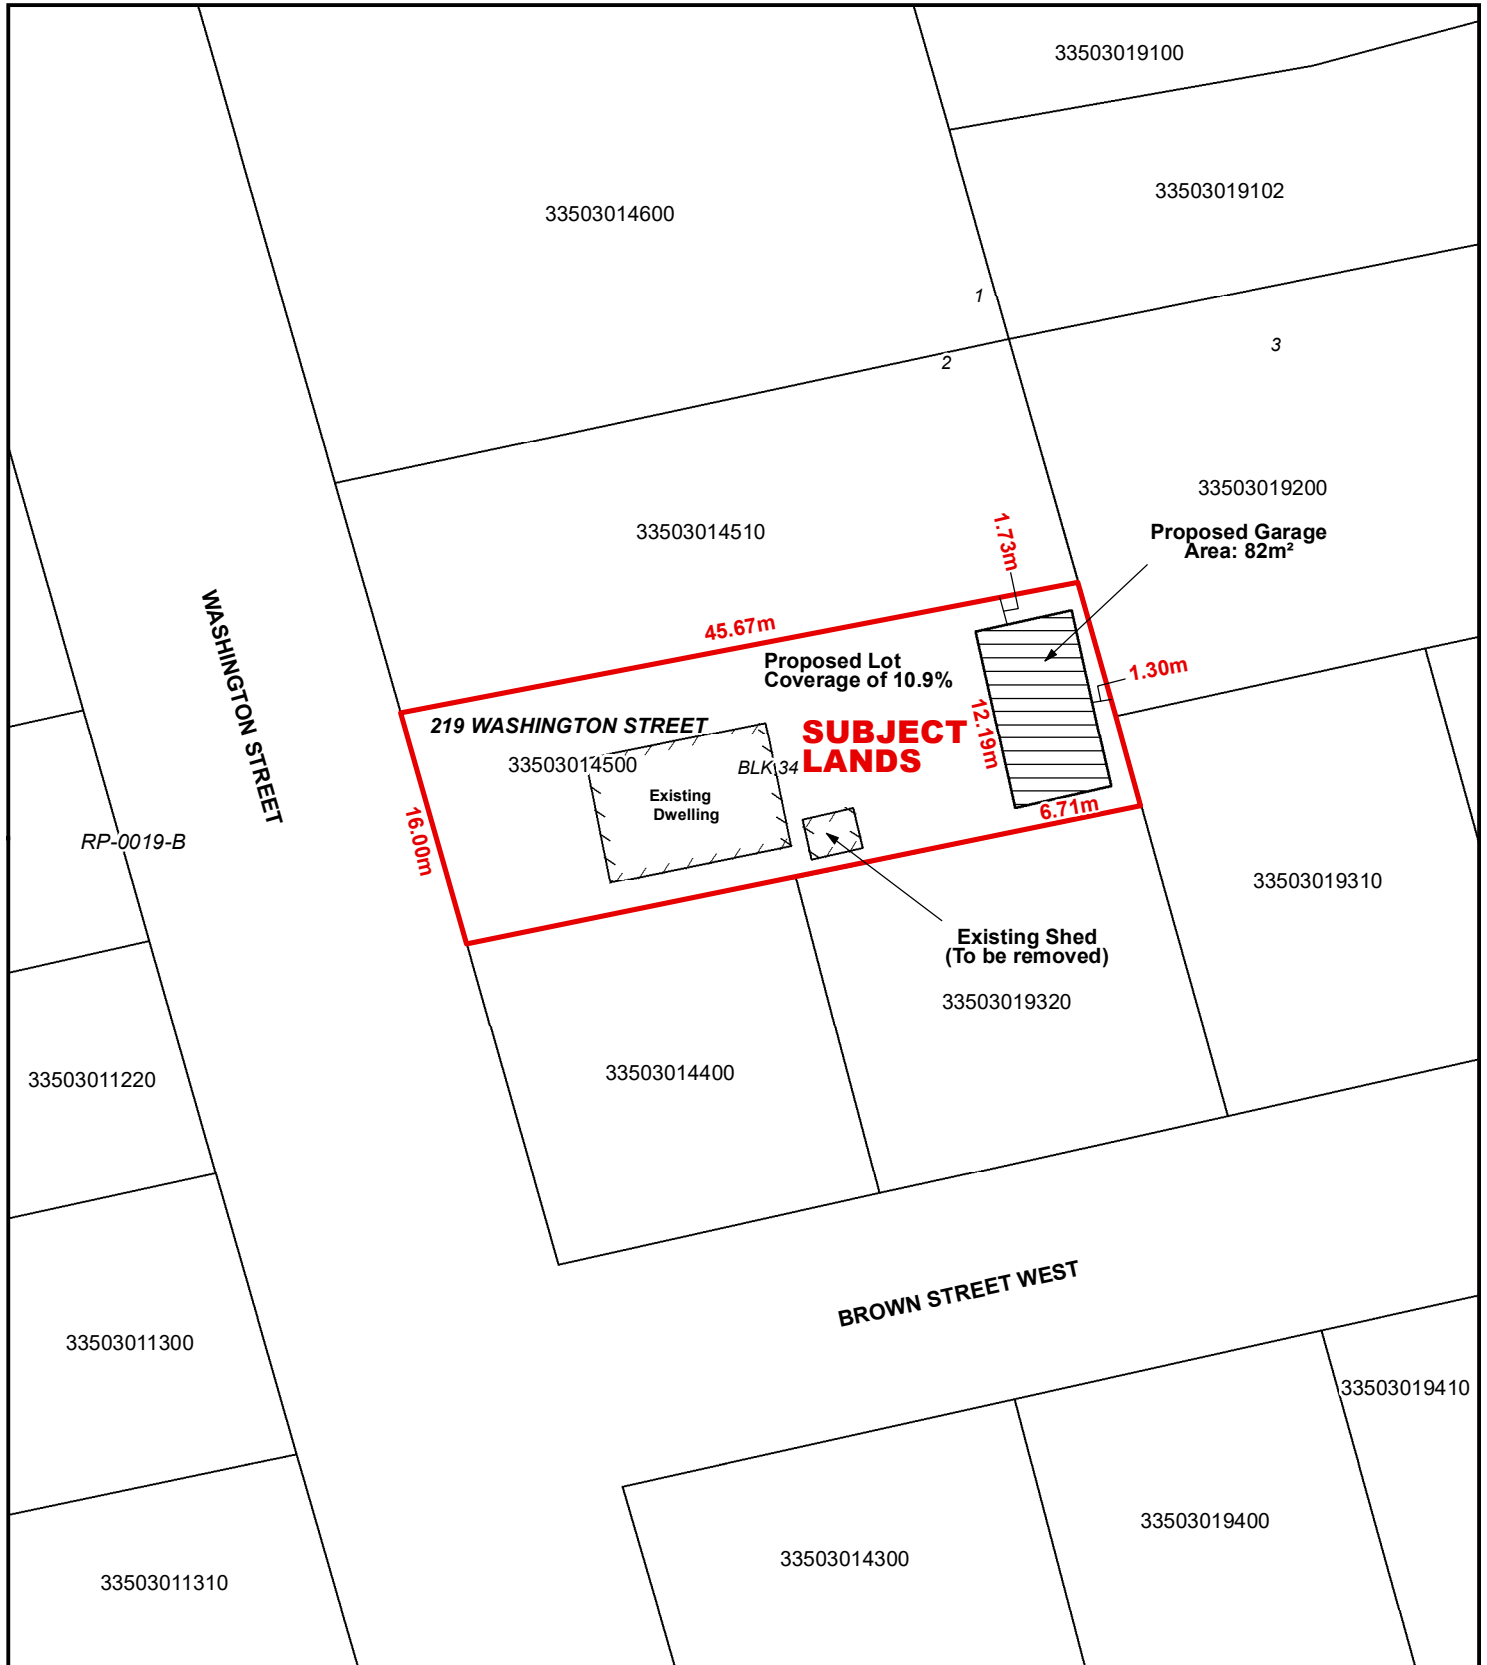 33503019100
33503019102
33503014600
1
2
3
33503019200
33503014510
1.73m
Proposed Garage
Area: 82m²
WASHINGTON STREET
45.67m
Proposed Lot
Coverage of 10.9%
1.30m
219 WASHINGTON STREET
12.19m
SUBJECT
LANDS
33503014500
BLK 34
Existing
Dwelling
6.71m
16.00m
RP-0019-B
33503019310
Existing Shed
(To be removed)
33503019320
33503014400
33503011220
BROWN STREET WEST
33503011300
33503019410
33503019400
33503014300
33503011310